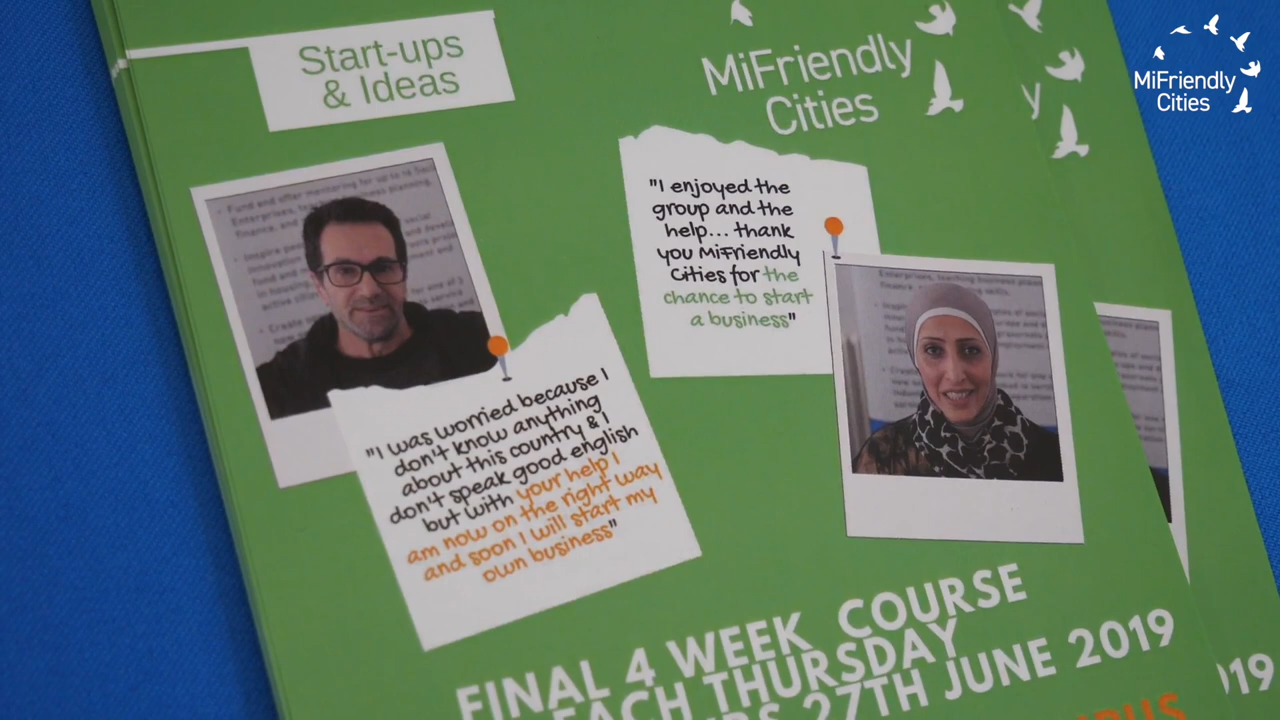 Start-ups
& Ideas
MiFriendly
Cities
MiFriendly
Cities
"I enjoyed the
group and the
help... thank
you MiFriendly
Cities for the
chance to start
a business"
"I was worried because I
don't know anything
about this country & I
don't speak good english
but with your help I
am now on the right way
and soon I will start my
own business"
FINAL 4 WEEK COURSE
EACH THURSDAY
27TH JUNE 2019